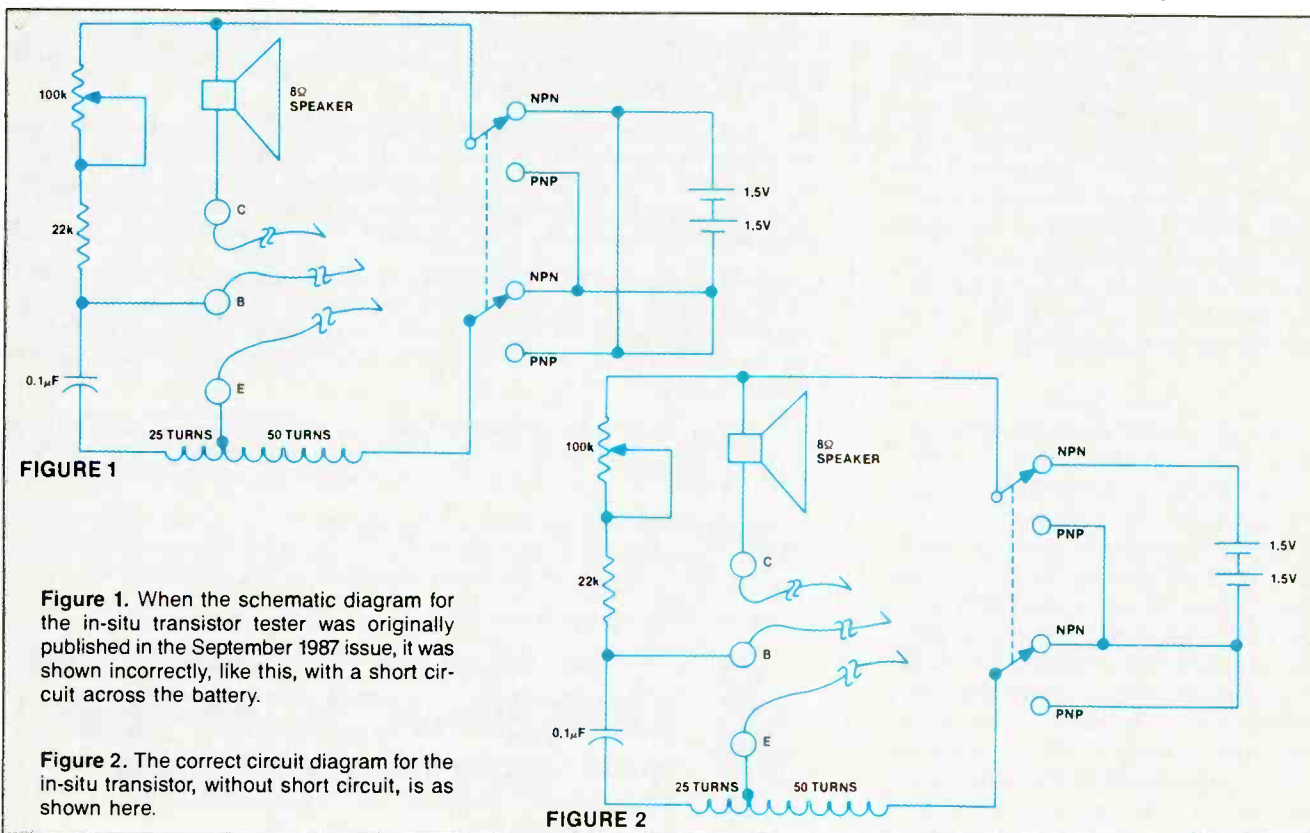 100k
8Ω
SPEAKER
NPN
PNP
1.5V
1.5V
22k
C
B
NPN
PNP
0.1μF
E
25 TURNS
50 TURNS
FIGURE 1
100k
8Ω
SPEAKER
NPN
PNP
1.5V
1.5V
22k
C
B
NPN
PNP
0.1μF
E
25 TURNS
50 TURNS
FIGURE 2
Figure 1. When the schematic diagram for
the in-situ transistor tester was originally
published in the September 1987 issue, it was
shown incorrectly, like this, with a short cir-
cuit across the battery.
Figure 2. The correct circuit diagram for the
in-situ transistor, without short circuit, is as
shown here.